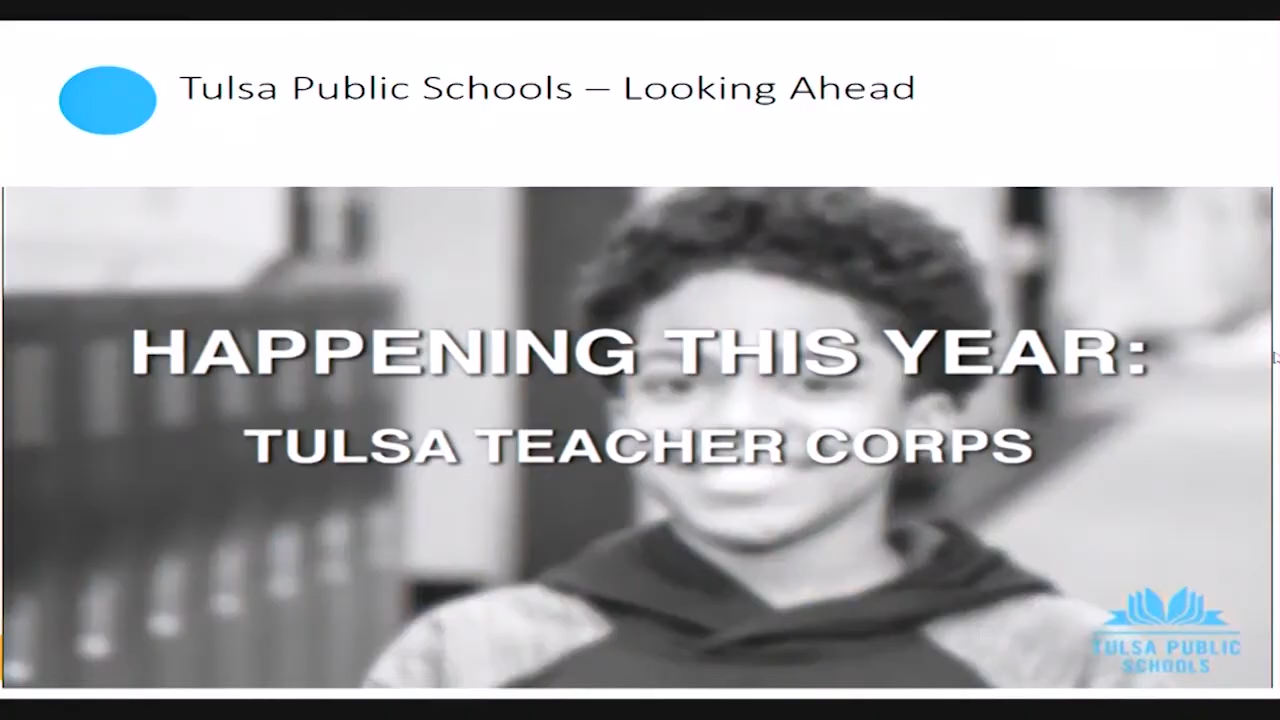 Tulsa Public Schools – Looking Ahead
HAPPENING THIS YEAR:
TULSA TEACHER CORPS
TULSA PUBLIC
SCHOOLS